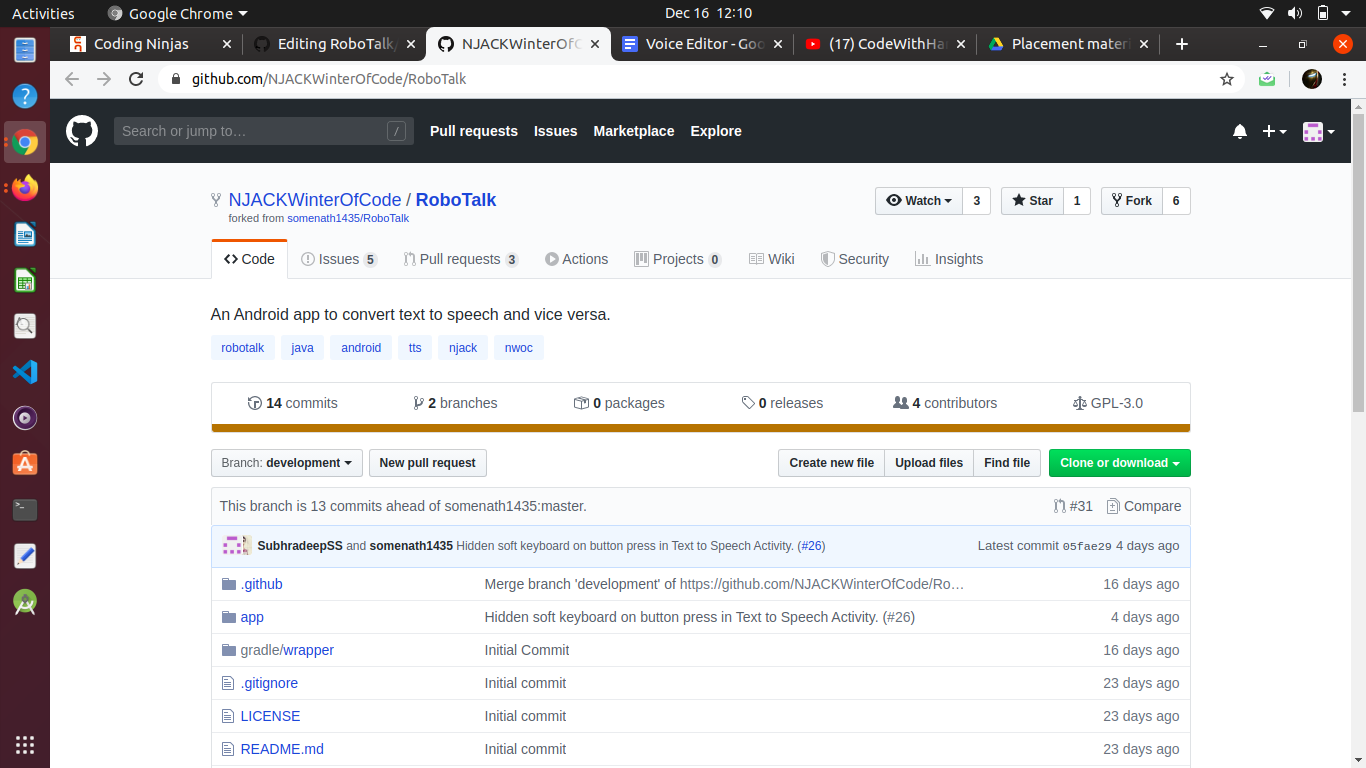 Activities Google Chrome Dec 16 12:10
Coding Ninjas Editing RoboTalk/ NJACKWinterOfC Voice Editor - Goo (17) CodeWithHa Placement materi
github.com/NJACKWinterOfCode/RoboTalk
Search or jump to… / Pull requests Issues Marketplace Explore
NJACKWinterOfCode / RoboTalk Watch 3 Star 1 Fork 6
forked from somenath1435/RoboTalk
Code Issues 5 Pull requests 3 Actions Projects 0 Wiki Security Insights
An Android app to convert text to speech and vice versa.
robotalk java android tts njack nwoc
14 commits 2 branches 0 packages 0 releases 4 contributors GPL-3.0
Branch: development New pull request Create new file Upload files Find file Clone or download
This branch is 13 commits ahead of somenath1435:master. #31 Compare
SubhradeepSS and somenath1435 Hidden soft keyboard on button press in Text to Speech Activity. (#26) Latest commit 05fae29 4 days ago
.github Merge branch 'development' of https://github.com/NJACKWinterOfCode/Ro… 16 days ago
app Hidden soft keyboard on button press in Text to Speech Activity. (#26) 4 days ago
gradle/wrapper Initial Commit 16 days ago
.gitignore Initial commit 23 days ago
LICENSE Initial commit 23 days ago
README.md Initial commit 23 days ago